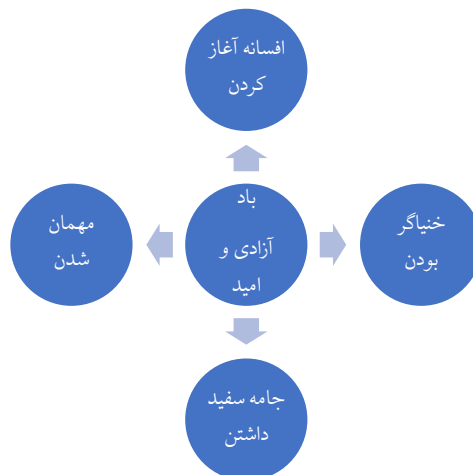 افسانه آغاز
کردن
خنیاگر
بودن
باد
آزادی و
امید
مهمان
شدن
جامه سفید
داشتن